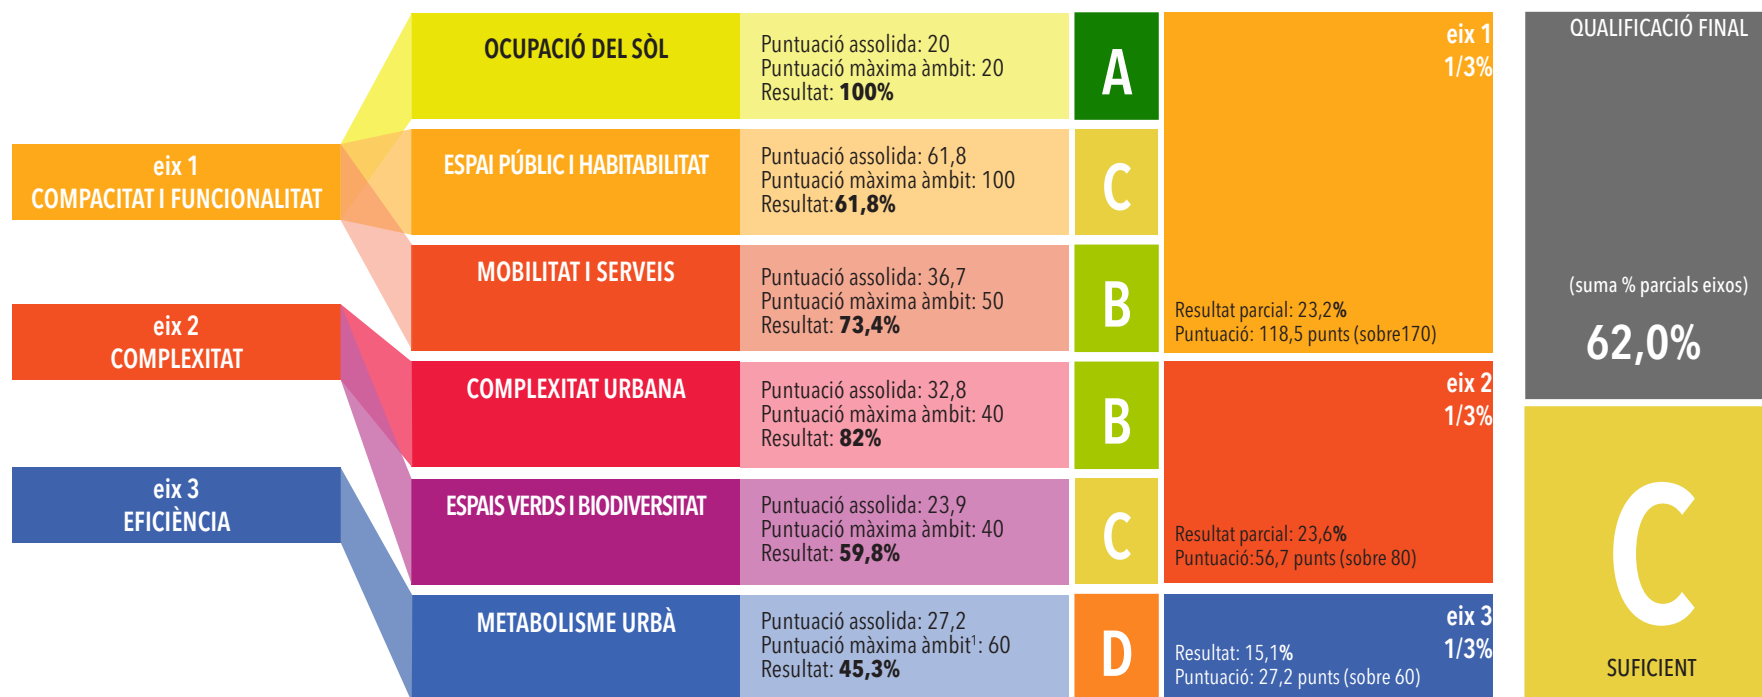 eix 1
COMPACITAT I FUNCIONALITAT
eix 2
COMPLEXITAT
eix 3
EFICIÈNCIA
OCUPACIÓ DEL SÒL
Puntuació assolida: 20
Puntuació màxima àmbit: 20
Resultat: 100%
A
ESPAI PÚBLIC I HABITABILITAT
Puntuació assolida: 61,8
Puntuació màxima àmbit: 100
Resultat:61,8%
C
MOBILITAT I SERVEIS
Puntuació assolida: 36,7
Puntuació màxima àmbit: 50
Resultat: 73,4%
B
COMPLEXITAT URBANA
Puntuació assolida: 32,8
Puntuació màxima àmbit: 40
Resultat: 82%
B
ESPAIS VERDS I BIODIVERSITAT
Puntuació assolida: 23,9
Puntuació màxima àmbit: 40
Resultat: 59,8%
C
METABOLISME URBÀ
Puntuació assolida: 27,2
Puntuació màxima àmbit¹: 60
Resultat: 45,3%
D
eix 1
1/3%
Resultat parcial: 23,2%
Puntuació: 118,5 punts (sobre170)
eix 2
1/3%
Resultat parcial: 23,6%
Puntuació:56,7 punts (sobre 80)
eix 3
1/3%
Resultat: 15,1%
Puntuació: 27,2 punts (sobre 60)
QUALIFICACIÓ FINAL
(suma % parcials eixos)
62,0%
C
SUFICIENT